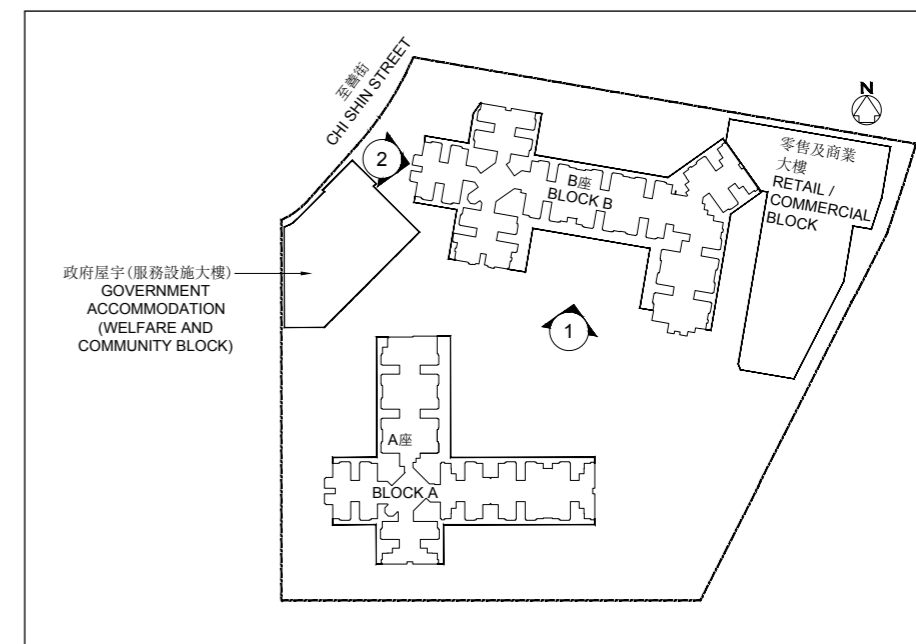 至善街
CHI SHIN STREET
N
2
B座
BLOCK B
零售及商業
大樓
RETAIL /
COMMERCIAL
BLOCK
政府屋宇(服務設施大樓)
GOVERNMENT
ACCOMMODATION
(WELFARE AND
COMMUNITY BLOCK)
1
A座
BLOCK A